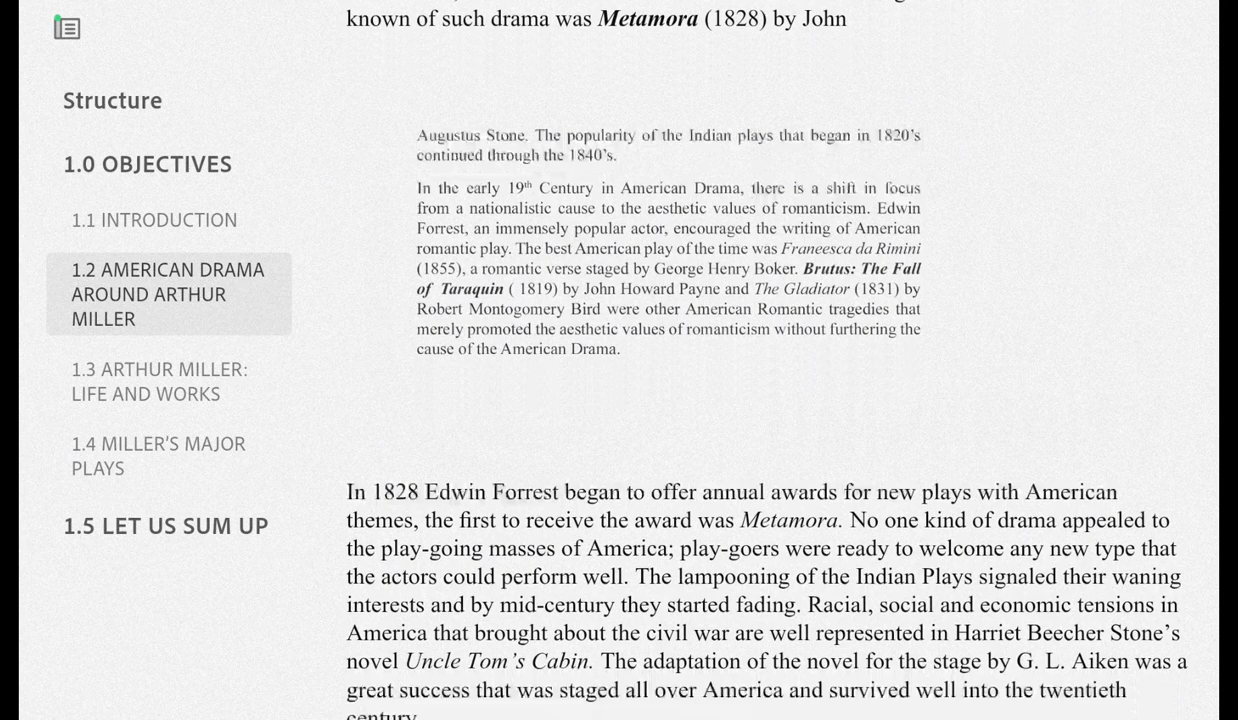 known of such drama was Metamora (1828) by John
Structure
1.0 OBJECTIVES
1.1 INTRODUCTION
1.2 AMERICAN DRAMA
AROUND ARTHUR
MILLER
1.3 ARTHUR MILLER:
LIFE AND WORKS
1.4 MILLER'S MAJOR
PLAYS
1.5 LET US SUM UP
Augustus Stone. The popularity of the Indian plays that began in 1820's
continued through the 1840's.
In the early 19th Century in American Drama, there is a shift in focus
from a nationalistic cause to the aesthetic values of romanticism. Edwin
Forrest, an immensely popular actor, encouraged the writing of American
romantic play. The best American play of the time was Franeesca da Rimini
(1855), a romantic verse staged by George Henry Boker. Brutus: The Fall
of Taraquin ( 1819) by John Howard Payne and The Gladiator (1831) by
Robert Montogomery Bird were other American Romantic tragedies that
merely promoted the aesthetic values of romanticism without furthering the
cause of the American Drama.
In 1828 Edwin Forrest began to offer annual awards for new plays with American
themes, the first to receive the award was Metamora. No one kind of drama appealed to
the play-going masses of America; play-goers were ready to welcome any new type that
the actors could perform well. The lampooning of the Indian Plays signaled their waning
interests and by mid-century they started fading. Racial, social and economic tensions in
America that brought about the civil war are well represented in Harriet Beecher Stone's
novel Uncle Tom's Cabin. The adaptation of the novel for the stage by G. L. Aiken was a
great success that was staged all over America and survived well into the twentieth
century.